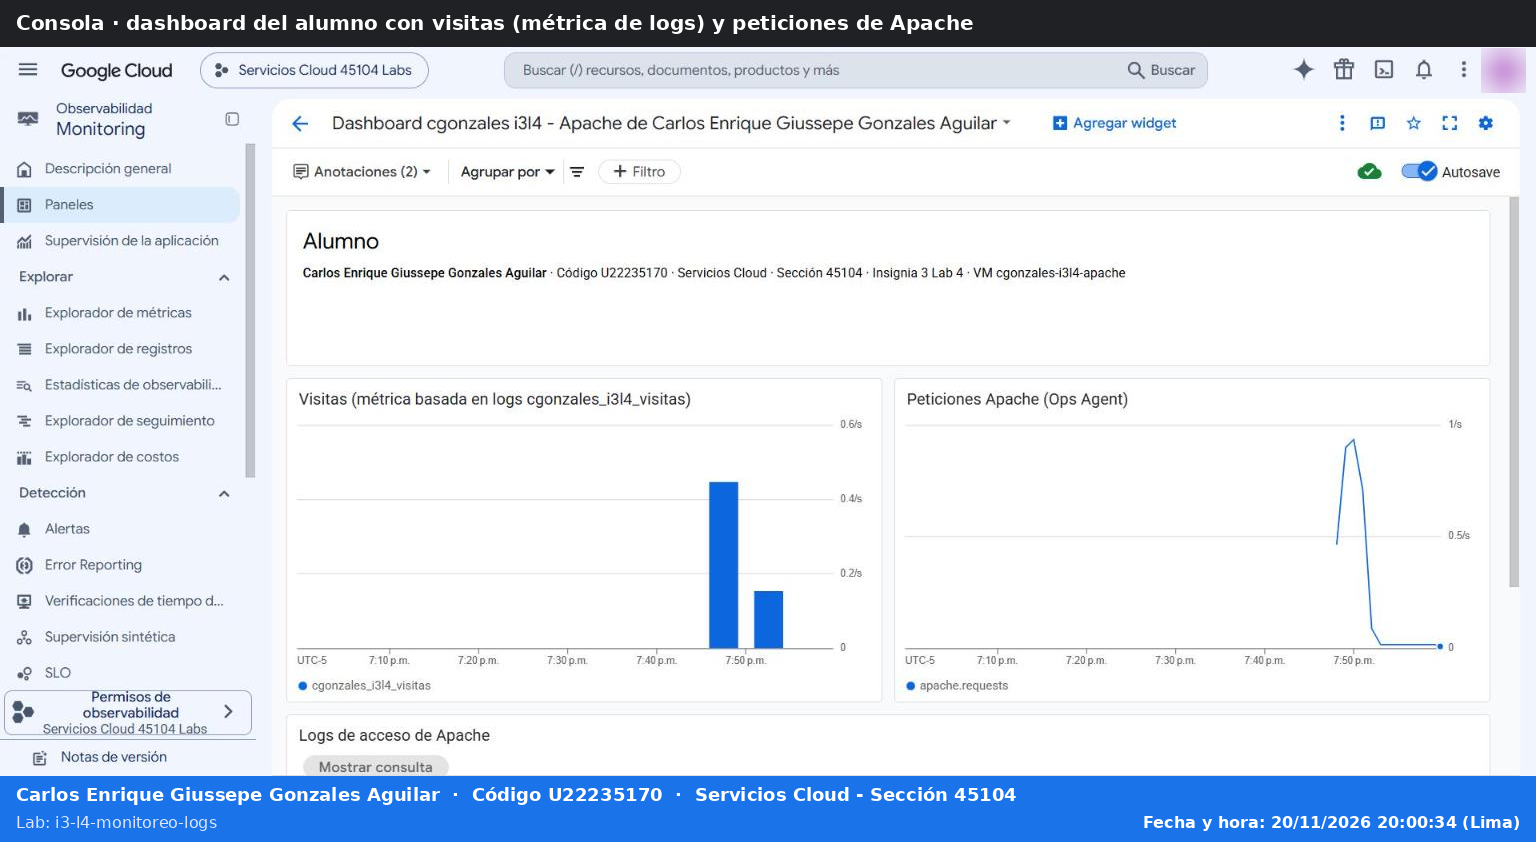 Consola · dashboard del alumno con visitas (métrica de logs) y peticiones de Apache
Google Cloud
Servicios Cloud 45104 Labs
Buscar (/) recursos, documentos, productos y más
Buscar
Observabilidad
Monitoring
Descripción general
Paneles
Supervisión de la aplicación
Explorar
Explorador de métricas
Explorador de registros
Estadísticas de observabili...
Explorador de seguimiento
Explorador de costos
Detección
Alertas
Error Reporting
Verificaciones de tiempo d...
Supervisión sintética
SLO
Permisos de
observabilidad
Servicios Cloud 45104 Labs
Notas de versión
Dashboard cgonzales i3l4 - Apache de Carlos Enrique Giussepe Gonzales Aguilar
Agregar widget
Anotaciones (2)
Agrupar por
Filtro
Autosave
Alumno
Carlos Enrique Giussepe Gonzales Aguilar · Código U22235170 · Servicios Cloud · Sección 45104 · Insignia 3 Lab 4 · VM cgonzales-i3l4-apache
Visitas (métrica basada en logs cgonzales_i3l4_visitas)
0.6/s
0.4/s
0.2/s
0
UTC-5 7:10 p.m. 7:20 p.m. 7:30 p.m. 7:40 p.m. 7:50 p.m.
cgonzales_i3l4_visitas
Peticiones Apache (Ops Agent)
1/s
0.5/s
0
UTC-5 7:10 p.m. 7:20 p.m. 7:30 p.m. 7:40 p.m. 7:50 p.m.
apache.requests
Logs de acceso de Apache
Mostrar consulta
Carlos Enrique Giussepe Gonzales Aguilar · Código U22235170 · Servicios Cloud - Sección 45104
Lab: i3-l4-monitoreo-logs
Fecha y hora: 20/11/2026 20:00:34 (Lima)